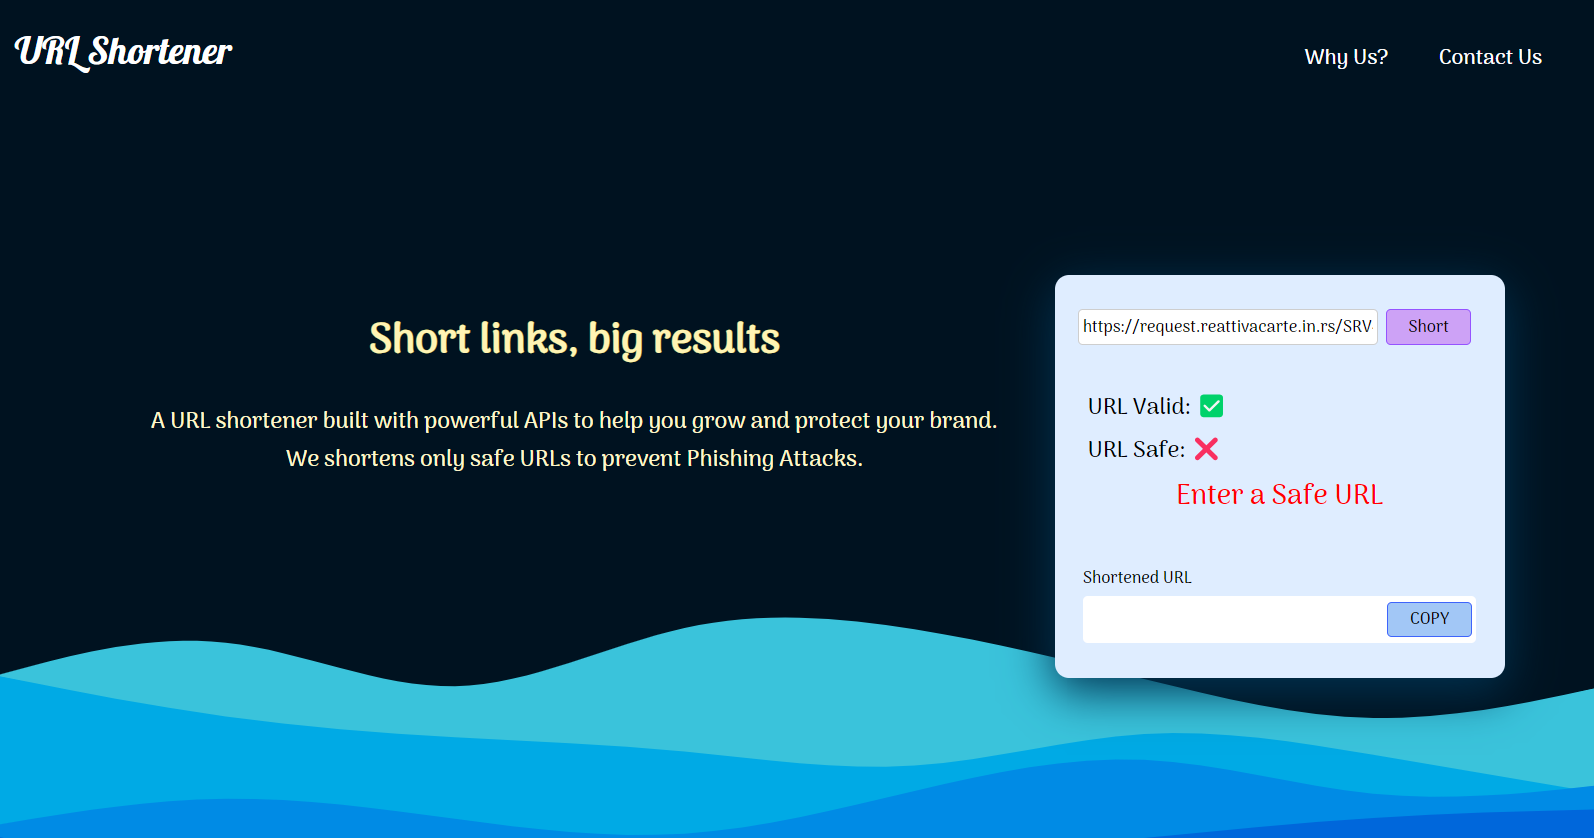 URL Shortener
Why Us?
Contact Us
Short links, big results
A URL shortener built with powerful APIs to help you grow and protect your brand.
We shortens only safe URLs to prevent Phishing Attacks.
https://request.reattivacarte.in.rs/SRV
Short
URL Valid: ✅
URL Safe: ❌
Enter a Safe URL
Shortened URL
COPY